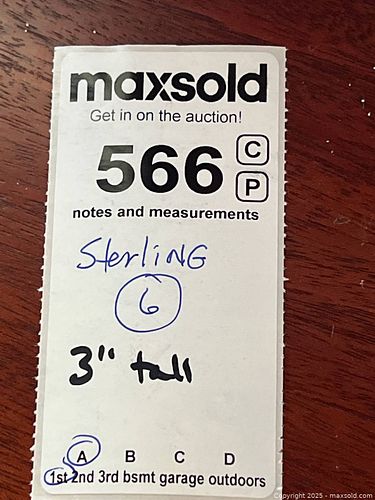 maxsold
Get in on the auction!
566 C
P
notes and measurements
Sterling
6
3" tall
A B C D
1st 2nd 3rd bsmt garage outdoors
Copyright 2025 - maxsold.com